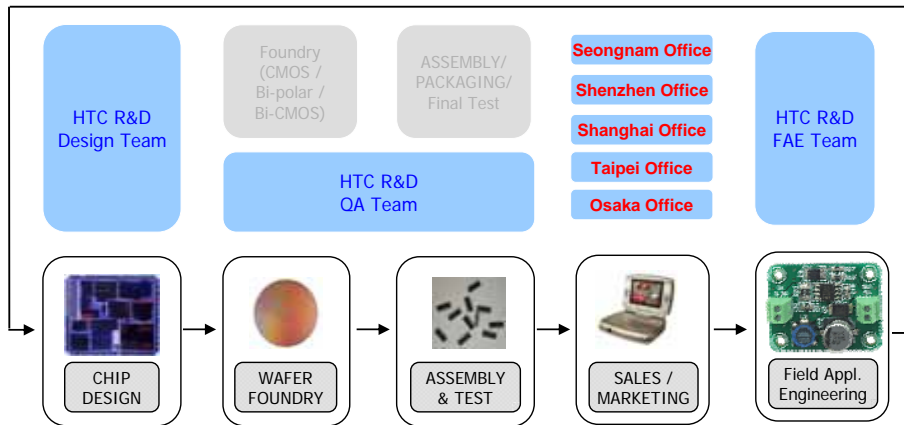 HTC R&D
Design Team
Foundry
(CMOS /
Bi-polar /
Bi-CMOS)
ASSEMBLY/
PACKAGING/
Final Test
HTC R&D
QA Team
Seongnam Office
Shenzhen Office
Shanghai Office
Taipei Office
Osaka Office
HTC R&D
FAE Team
CHIP
DESIGN
WAFER
FOUNDRY
ASSEMBLY
& TEST
SALES /
MARKETING
Field Appl.
Engineering